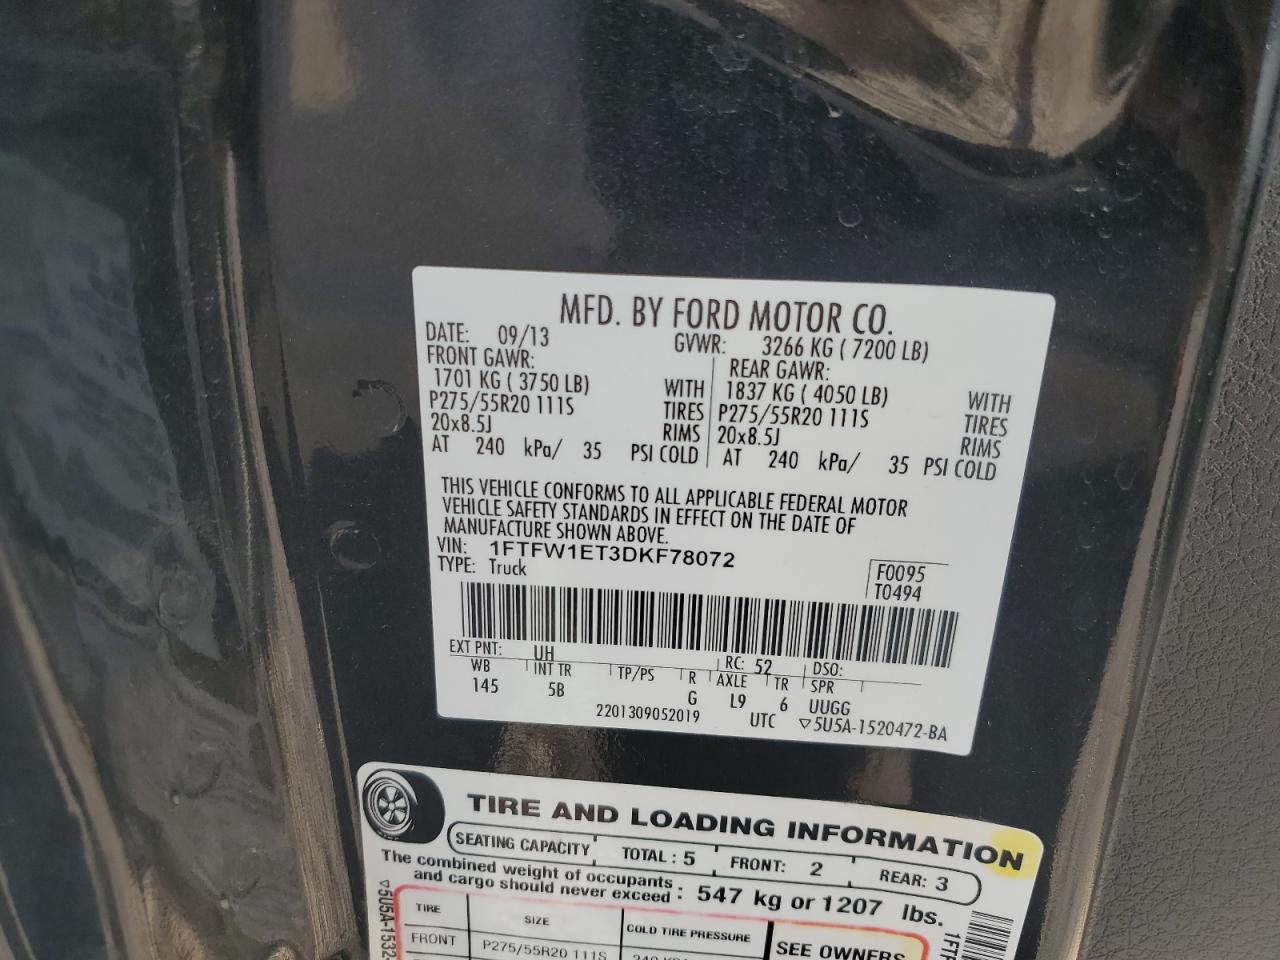 MFD. BY FORD MOTOR CO.
DATE: 09/13 GVWR: 3266 KG ( 7200 LB)
FRONT GAWR: REAR GAWR:
1701 KG ( 3750 LB) WITH 1837 KG ( 4050 LB) WITH
P275/55R20 111S TIRES P275/55R20 111S TIRES
20x8.5J RIMS 20x8.5J RIMS
AT 240 kPa/ 35 PSI COLD AT 240 kPa/ 35 PSI COLD
THIS VEHICLE CONFORMS TO ALL APPLICABLE FEDERAL MOTOR
VEHICLE SAFETY STANDARDS IN EFFECT ON THE DATE OF
MANUFACTURE SHOWN ABOVE.
VIN: 1FTFW1ET3DKF78072
TYPE: Truck
F0095
T0494
EXT PNT: UH RC: 52 DSO:
WB INT TR TP/PS R AXLE TR SPR
145 5B G L9 6 UUGG
2201309052019 UTC ▽5U5A-1520472-BA
TIRE AND LOADING INFORMATION
SEATING CAPACITY TOTAL : 5 FRONT: 2 REAR: 3
The combined weight of occupants
and cargo should never exceed : 547 kg or 1207 lbs.
TIRE SIZE COLD TIRE PRESSURE SEE OWNERS
FRONT P275/55R20 111S
▽5U5A-1532